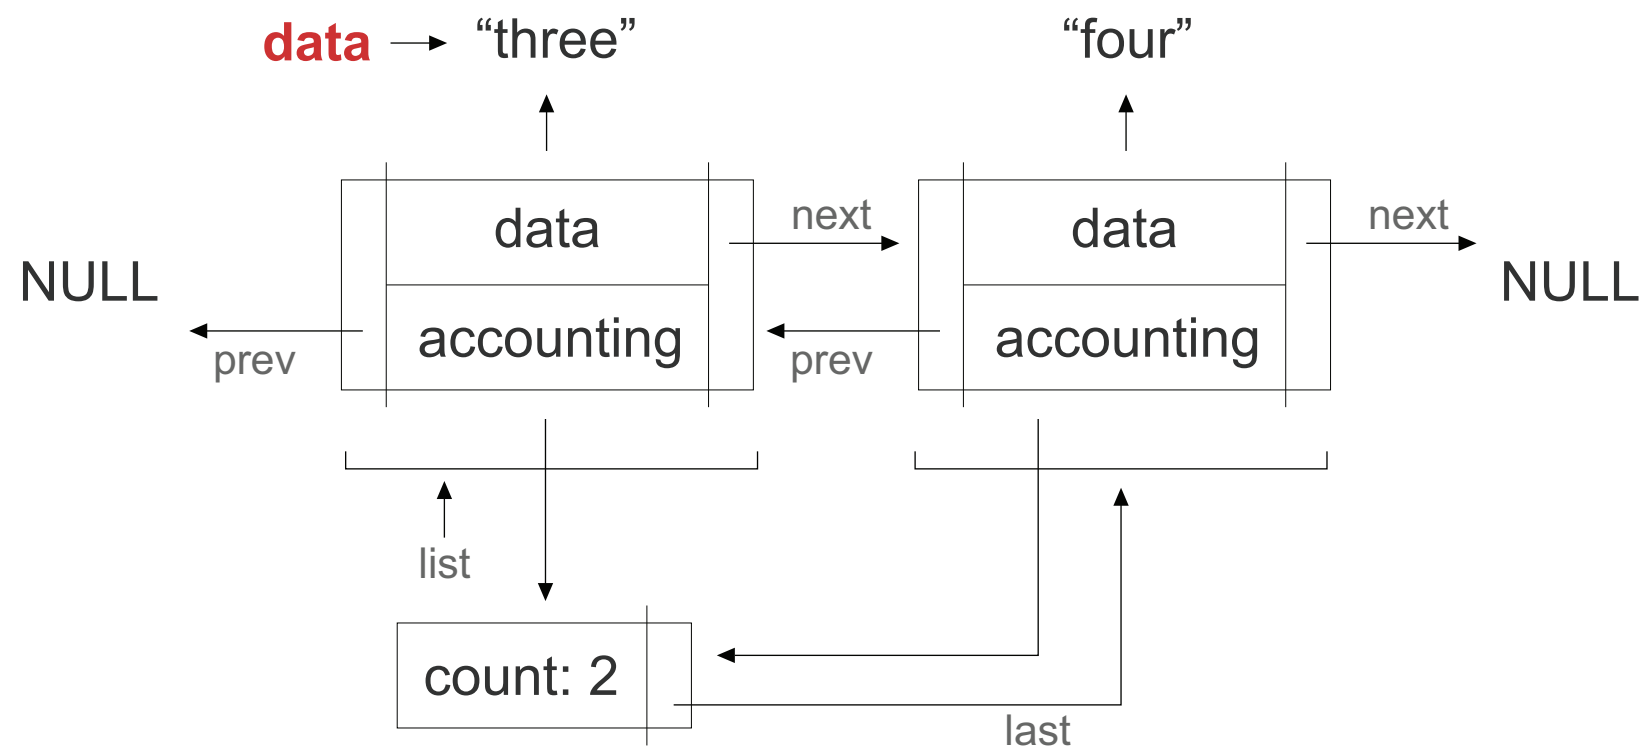 data “three” “four”
data next data next
NULL NULL
accounting accounting
prev prev
list
count: 2
last